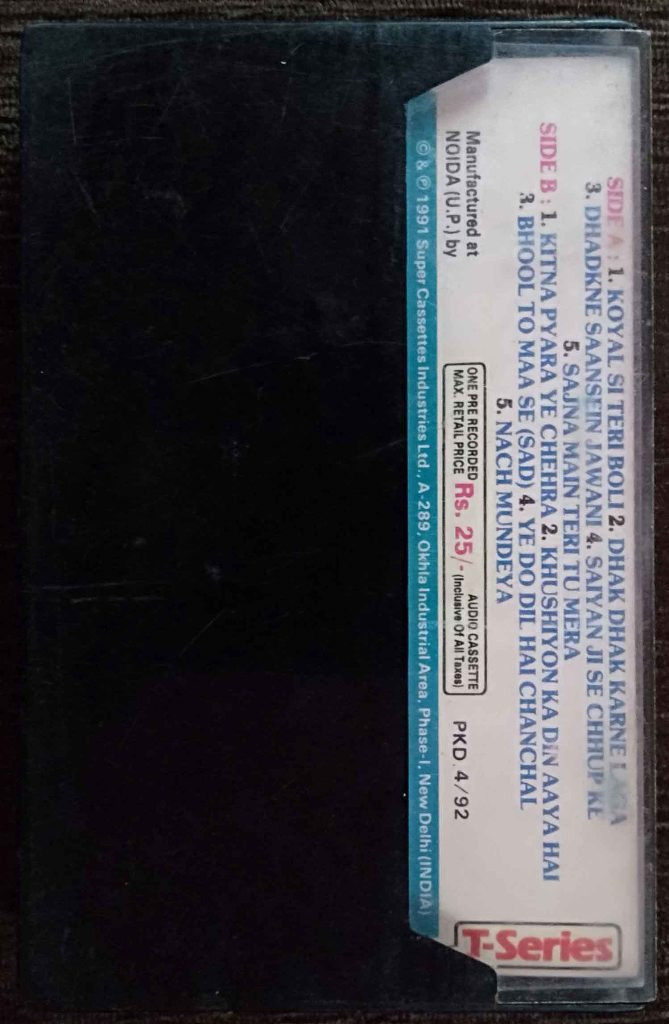 SIDE A : 1. KOYAL SI TERI BOLI 2. DHAK DHAK KARNE LAGA
3. DHADKNE SAANSEIN JAWANI 4. SAIYAN JI SE CHHUP KE
5. SAJNA MAIN TERI TU MERA
SIDE B : 1. KITNA PYARA YE CHEHRA 2. KHUSHIYON KA DIN AAYA HAI
3. BHOOL TO MAA SE (SAD) 4. YE DO DIL HAI CHANCHAL
5. NACH MUNDEYA
Manufactured at
NOIDA (U.P.) by
ONE PRE RECORDED
MAX. RETAIL PRICE
Rs. 25/-
AUDIO CASSETTE
(Inclusive Of All Taxes)
PKD 4/92
T-Series
© & ℗ 1991 Super Cassettes Industries Ltd., A-289, Okhla Industrial Area, Phase-I, New Delhi (INDIA)